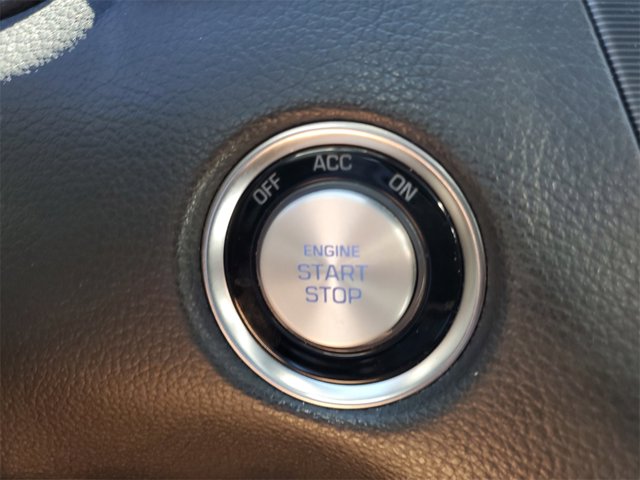 OFF ACC ON
ENGINE
START
STOP